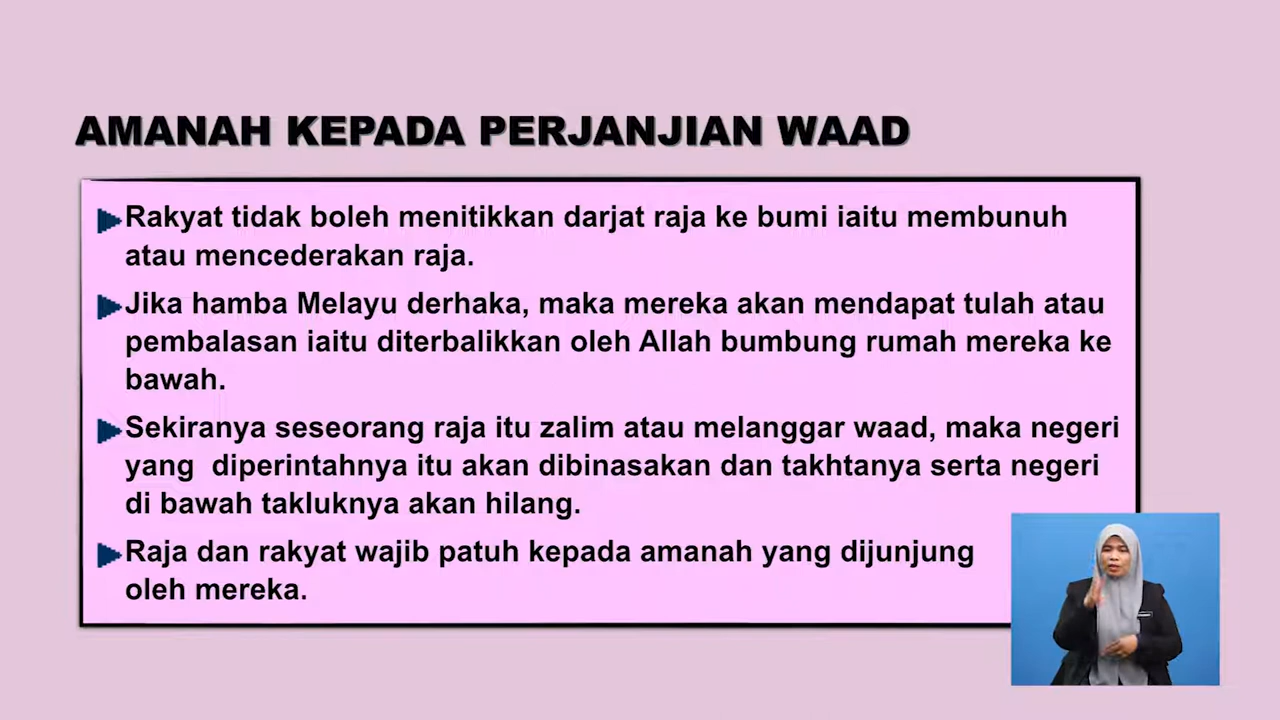 AMANAH KEPADA PERJANJIAN WAAD
Rakyat tidak boleh menitikkan darjat raja ke bumi iaitu membunuh
atau mencederakan raja.
Jika hamba Melayu derhaka, maka mereka akan mendapat tulah atau
pembalasan iaitu diterbalikkan oleh Allah bumbung rumah mereka ke
bawah.
Sekiranya seseorang raja itu zalim atau melanggar waad, maka negeri
yang  diperintahnya itu akan dibinasakan dan takhtanya serta negeri
di bawah takluknya akan hilang.
Raja dan rakyat wajib patuh kepada amanah yang dijunjung
oleh mereka.